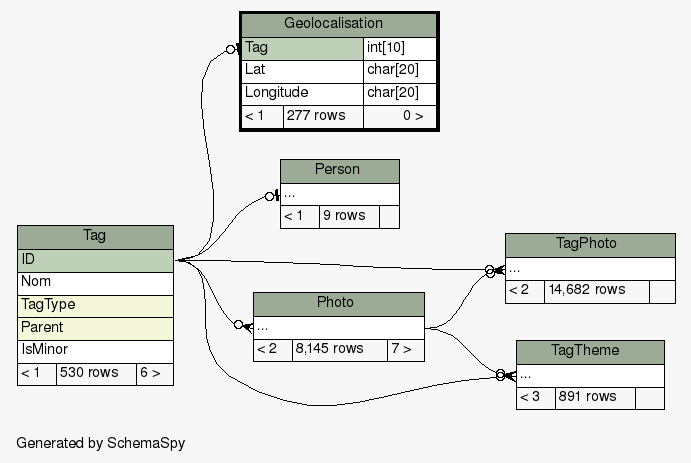 Geolocalisation
Tag int[10]
Lat char[20]
Longitude char[20]
< 1 277 rows 0 >
Person
...
< 1 9 rows
Tag
ID
Nom
TagType
Parent
IsMinor
< 1 530 rows 6 >
Photo
...
< 2 8,145 rows 7 >
TagPhoto
...
< 2 14,682 rows
TagTheme
...
< 3 891 rows
Generated by SchemaSpy